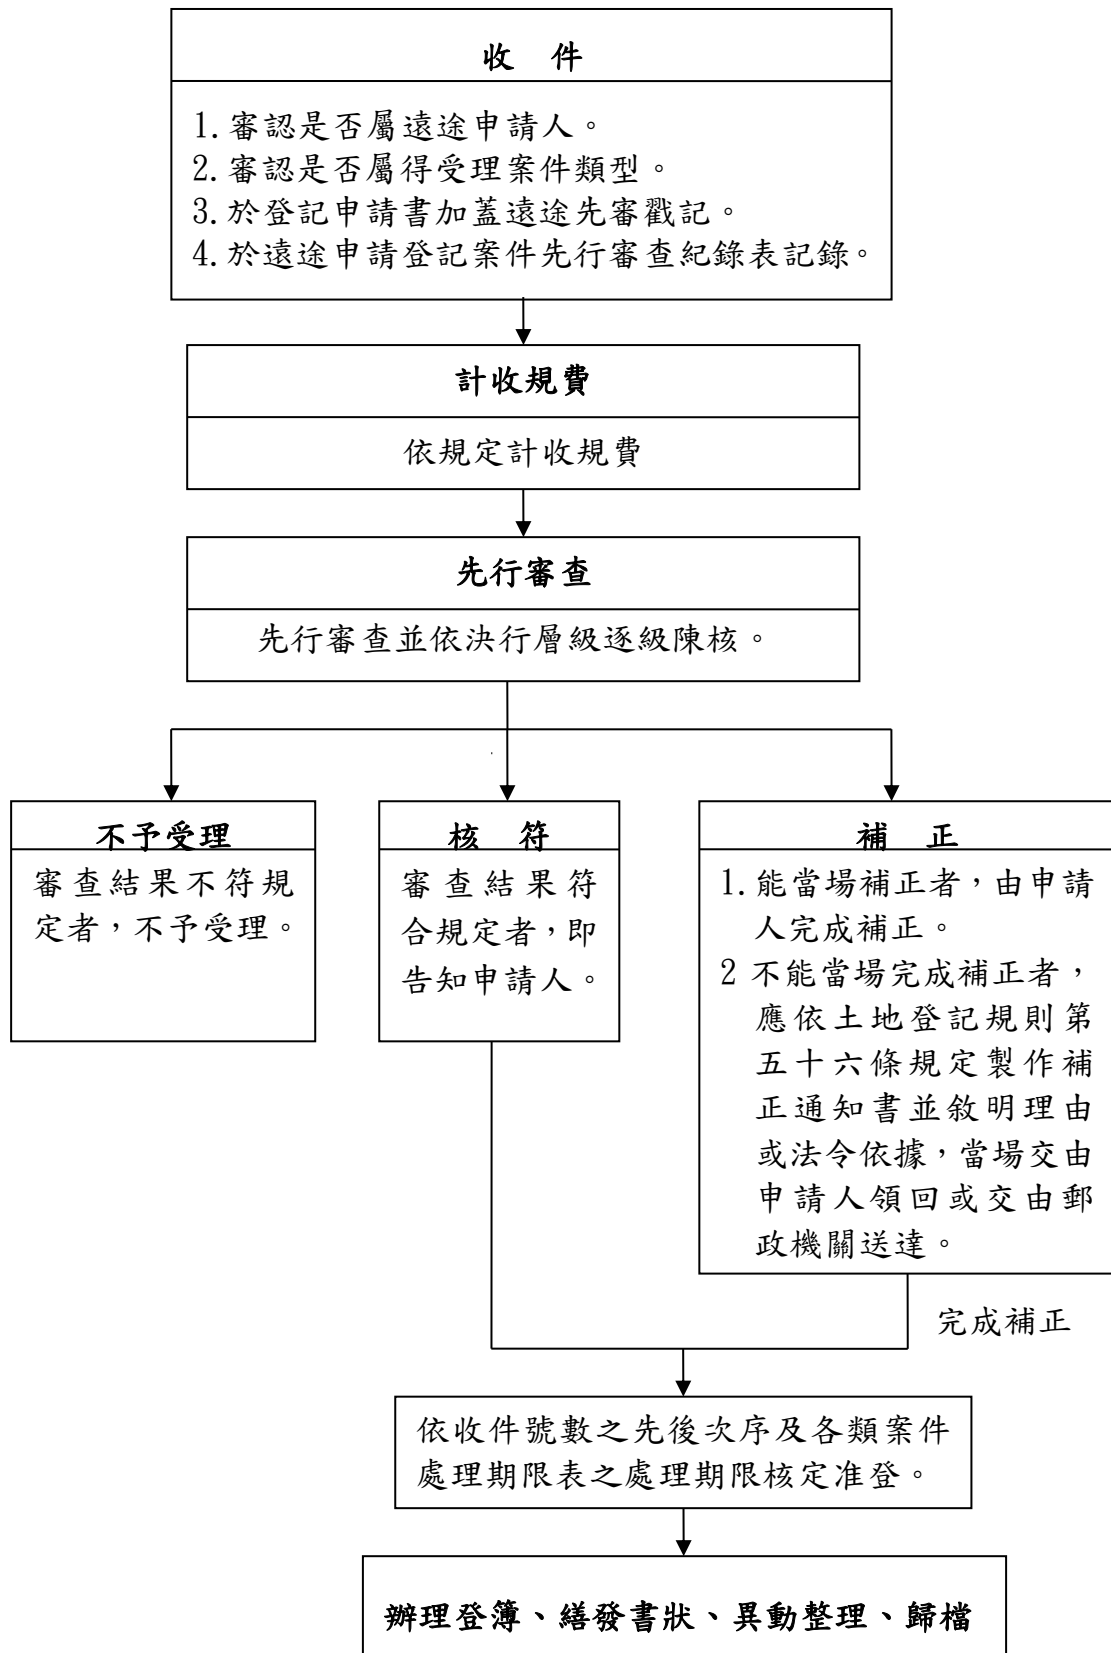 收 件
1. 審認是否屬遠途申請人。
2. 審認是否屬得受理案件類型。
3. 於登記申請書加蓋遠途先審戳記。
4. 於遠途申請登記案件先行審查紀錄表記錄。
計收規費
依規定計收規費
先行審查
先行審查並依決行層級逐級陳核。
不予受理
審查結果不符規
定者，不予受理。
核 符
審查結果符
合規定者，即
告知申請人。
補 正
1. 能當場補正者，由申請
人完成補正。
2 不能當場完成補正者，
應依土地登記規則第
五十六條規定製作補
正通知書並敘明理由
或法令依據，當場交由
申請人領回或交由郵
政機關送達。
完成補正
依收件號數之先後次序及各類案件
處理期限表之處理期限核定准登。
辦理登簿、繕發書狀、異動整理、歸檔